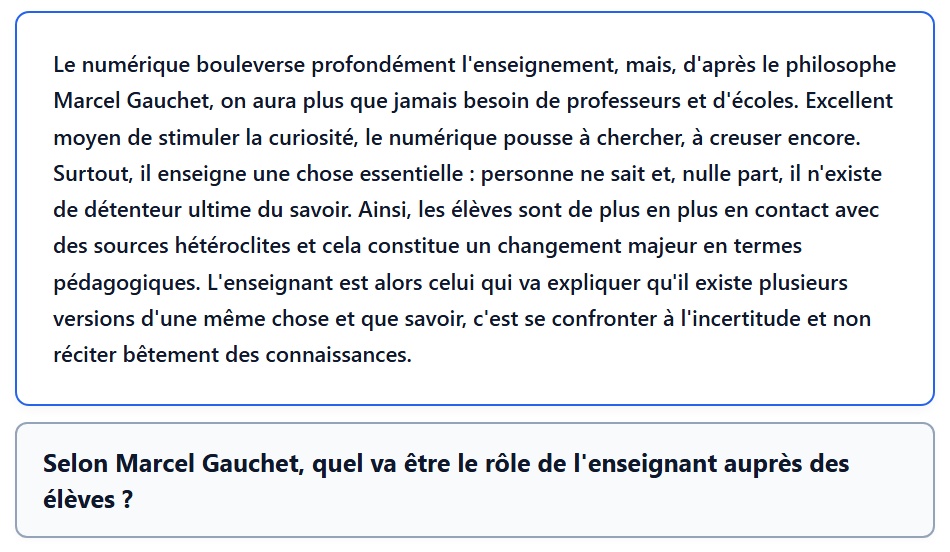 Le numérique bouleverse profondément l'enseignement, mais, d'après le philosophe
Marcel Gauchet, on aura plus que jamais besoin de professeurs et d'écoles. Excellent
moyen de stimuler la curiosité, le numérique pousse à chercher, à creuser encore.
Surtout, il enseigne une chose essentielle : personne ne sait et, nulle part, il n'existe
de détenteur ultime du savoir. Ainsi, les élèves sont de plus en plus en contact avec
des sources hétéroclites et cela constitue un changement majeur en termes
pédagogiques. L'enseignant est alors celui qui va expliquer qu'il existe plusieurs
versions d'une même chose et que savoir, c'est se confronter à l'incertitude et non
réciter bêtement des connaissances.
Selon Marcel Gauchet, quel va être le rôle de l'enseignant auprès des
élèves ?